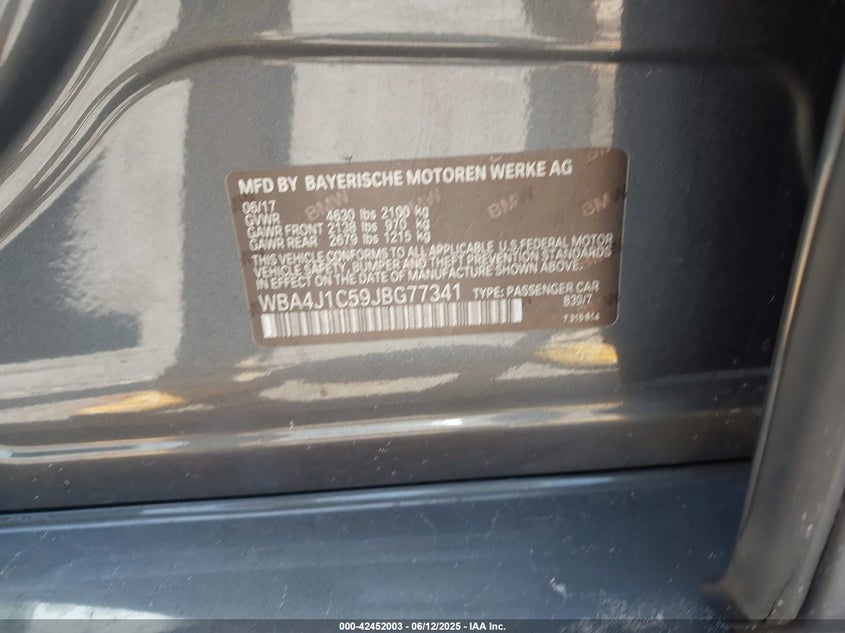 MFD BY BAYERISCHE MOTOREN WERKE AG
06/17
GVWR 4630 lbs 2100 kg
GAWR FRONT 2138 lbs 970 kg
GAWR REAR 2679 lbs 1215 kg
THIS VEHICLE CONFORMS TO ALL APPLICABLE U.S.FEDERAL MOTOR
VEHICLE SAFETY, BUMPER AND THEFT PREVENTION STANDARDS
IN EFFECT ON THE DATE OF MANUFACTURE SHOWN ABOVE.
WBA4J1C59JBG77341 TYPE: PASSENGER CAR
B39/7
7315614
000-42452003 - 06/12/2025 - IAA Inc.